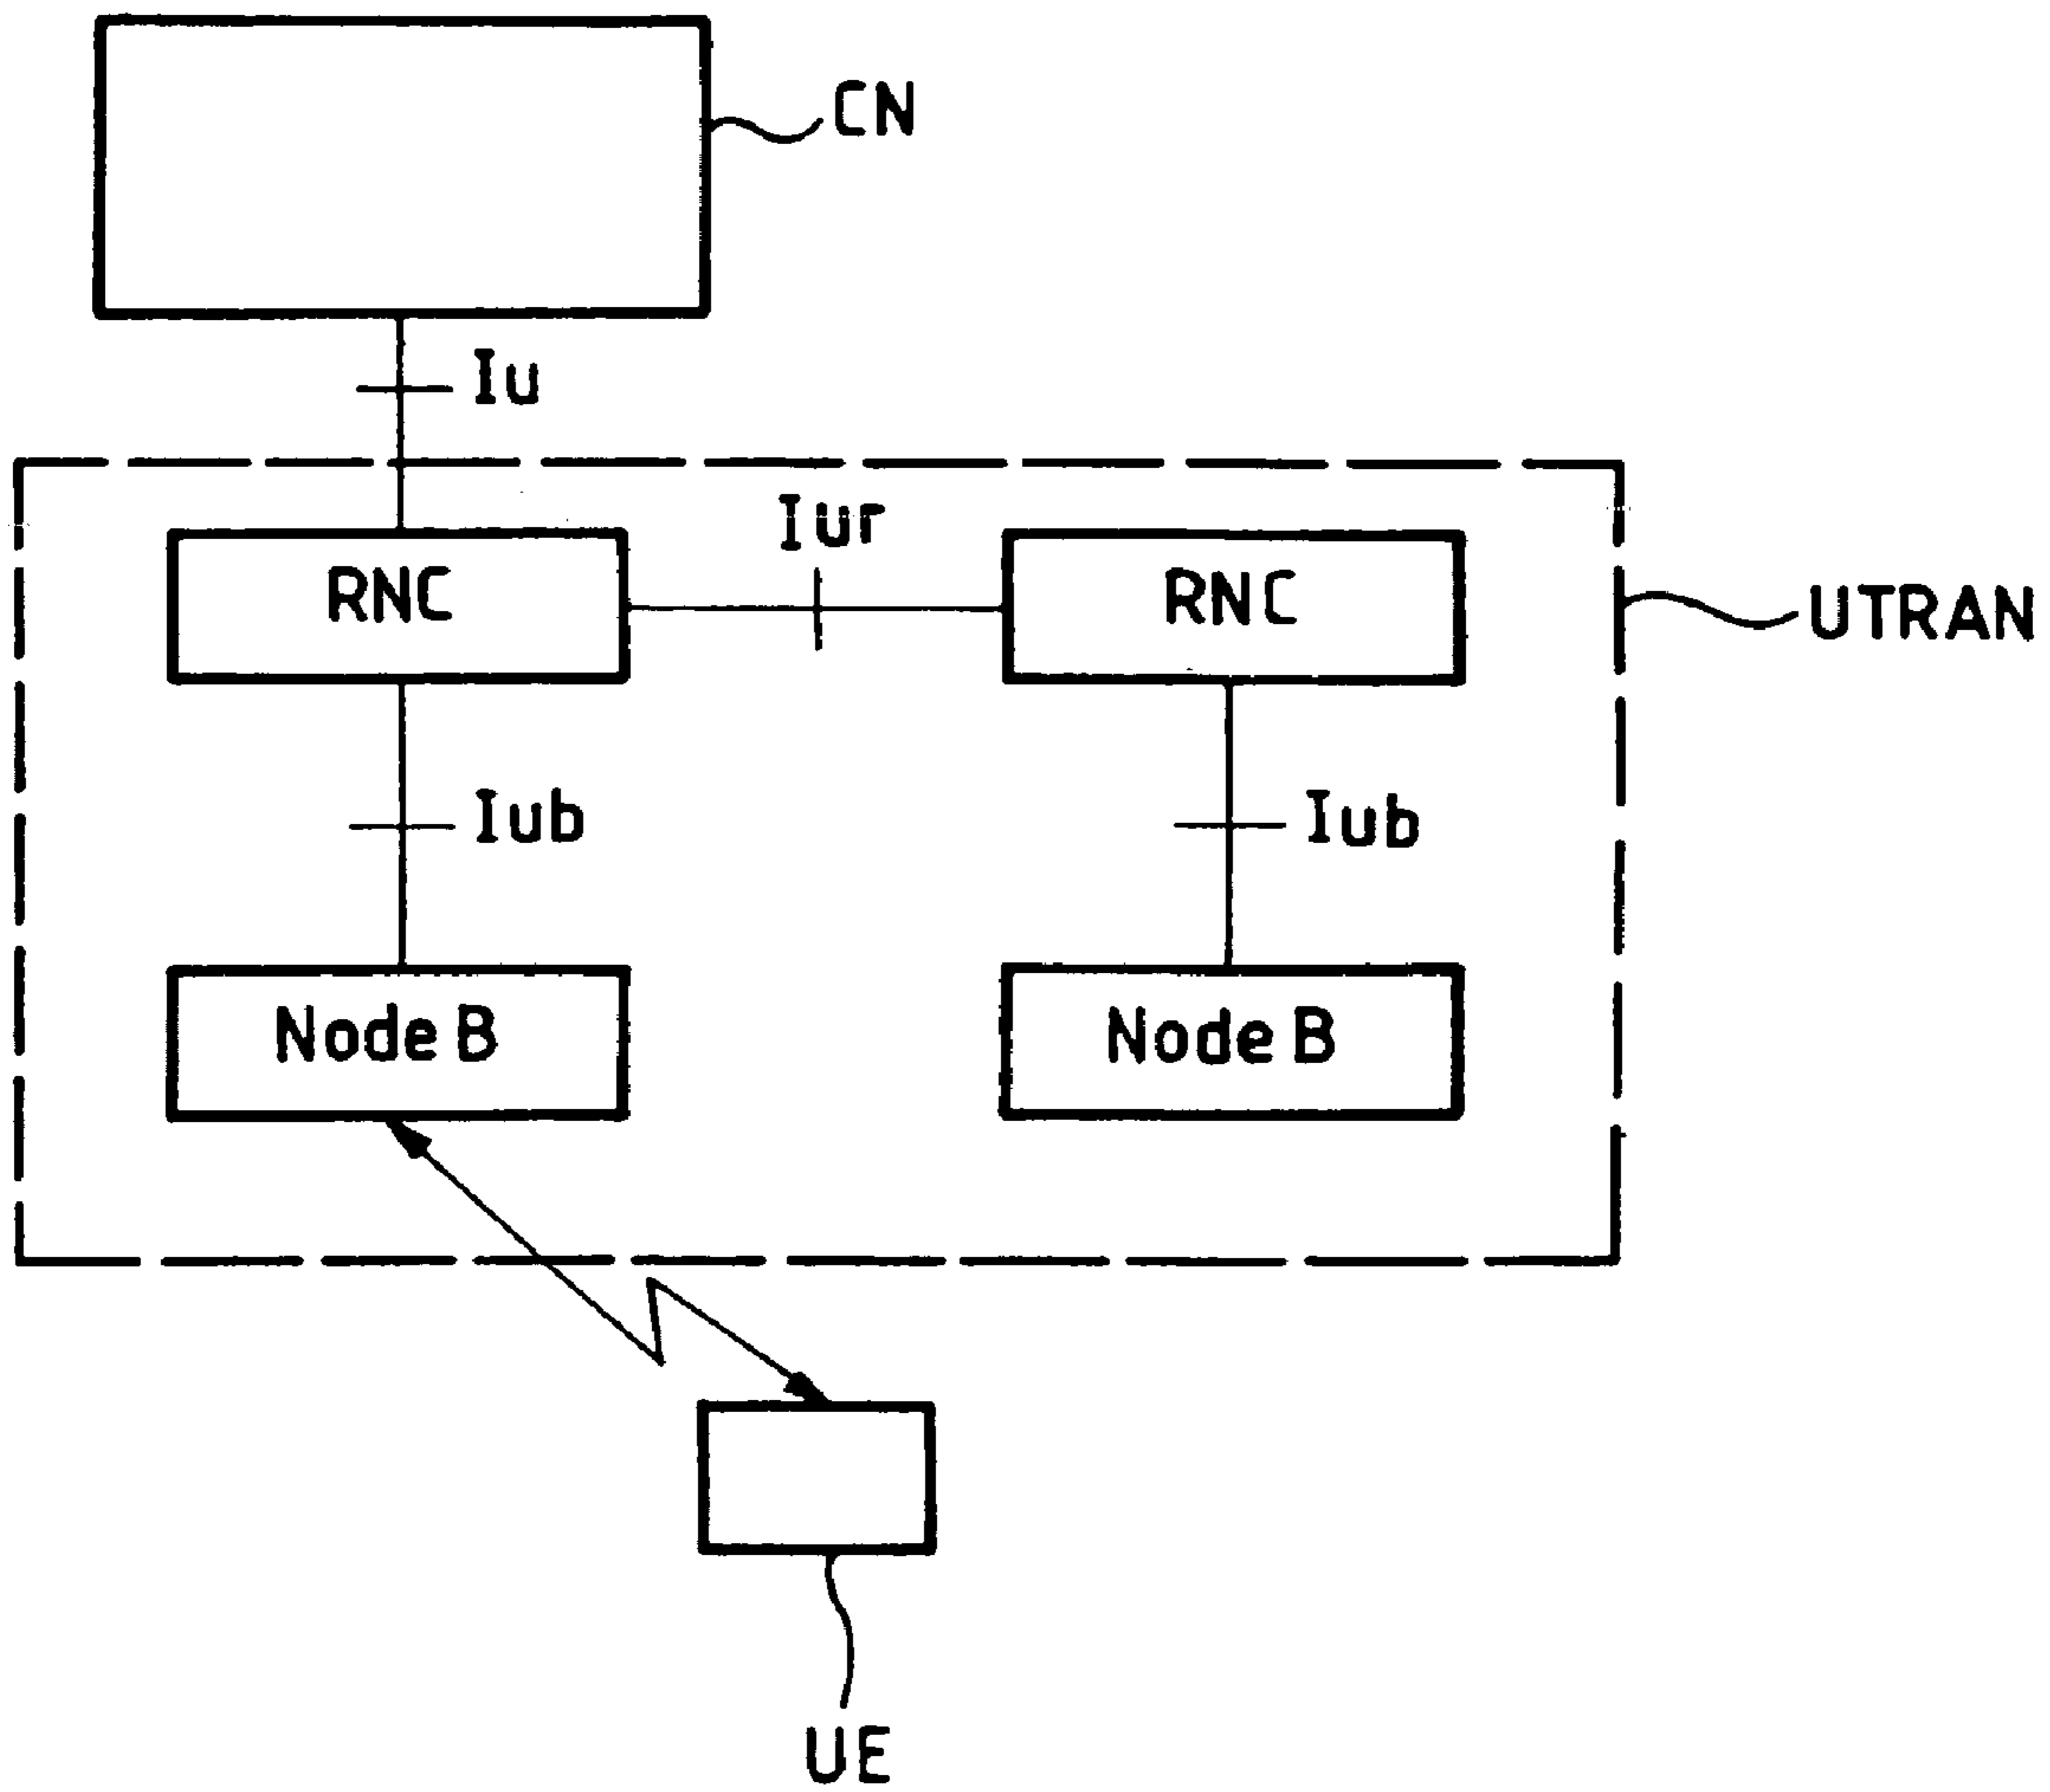 CN
Iu
Iur
RNC
RNC
UTRAN
Iub
Iub
Node B
Node B
UE